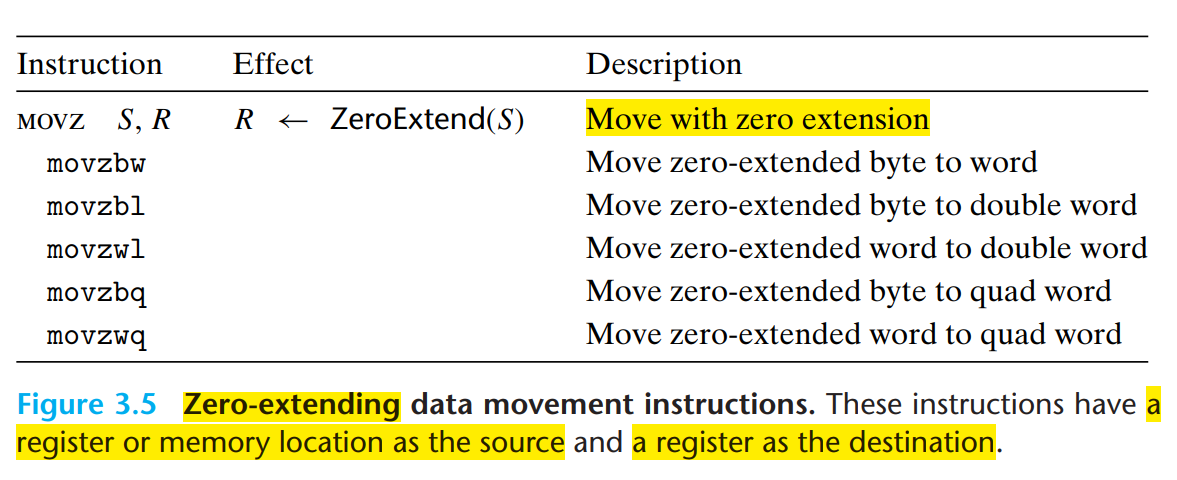 Instruction Effect Description
MOVZ S, R R ← ZeroExtend(S) Move with zero extension
movzbw Move zero-extended byte to word
movzbl Move zero-extended byte to double word
movzwl Move zero-extended word to double word
movzbq Move zero-extended byte to quad word
movzwq Move zero-extended word to quad word
Figure 3.5 Zero-extending data movement instructions. These instructions have a
register or memory location as the source and a register as the destination.